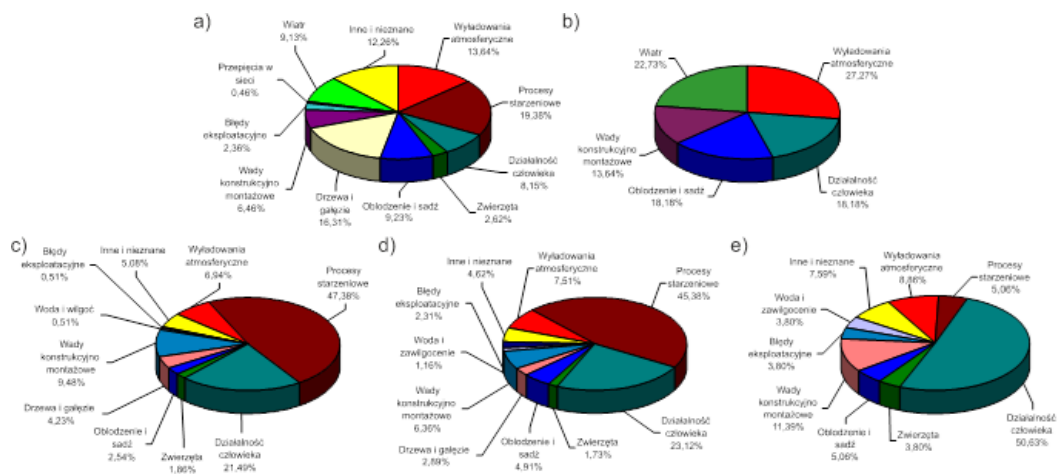 a)
Wiatr
9,13%
Inne i nieznane
12,26%
Wyładowania
atmosferyczne
13,64%
Procesy
starzeniowe
19,38%
Działalność
człowieka
8,15%
Zwierzęta
2,62%
Oblodzenie i sadź
9,23%
Drzewa i gałęzie
16,31%
Wady
konstrukcyjno
montażowe
6,46%
Błędy
eksploatacyjne
2,36%
Przepięcia w
sieci
0,46%
b)
Wiatr
22,73%
Wyładowania
atmosferyczne
27,27%
Działalność
człowieka
18,18%
Oblodzenie i sadź
18,18%
Wady
konstrukcyjno
montażowe
13,64%
c)
Błędy
eksploatacyjne
0,51%
Inne i nieznane
5,08%
Wyładowania
atmosferyczne
6,94%
Procesy
starzeniowe
47,38%
Działalność
człowieka
21,49%
Zwierzęta
1,86%
Oblodzenie i
sadź
2,54%
Drzewa i gałęzie
4,23%
Wady
konstrukcyjno
montażowe
9,48%
Woda i wilgoć
0,51%
d)
Inne i nieznane
4,62%
Wyładowania
atmosferyczne
7,51%
Procesy
starzeniowe
45,38%
Działalność
człowieka
23,12%
Zwierzęta
1,73%
Oblodzenie i
sadź
4,91%
Drzewa i gałęzie
2,89%
Wady
konstrukcyjno
montażowe
6,36%
Woda i
zawilgocenie
1,16%
Błędy
eksploatacyjne
2,31%
e)
Inne i nieznane
7,59%
Wyładowania
atmosferyczne
8,86%
Procesy
starzeniowe
5,06%
Działalność
człowieka
50,63%
Zwierzęta
3,80%
Oblodzenie i
sadź
5,06%
Wady
konstrukcyjno
montażowe
11,39%
Błędy
eksploatacyjne
3,80%
Woda i
zawilgocenie
3,80%